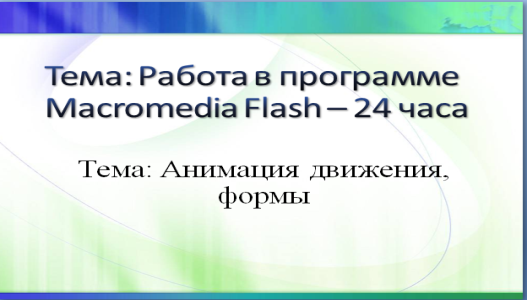 Тема: Работа в программе
Macromedia Flash – 24 часа
Тема: Анимация движения,
формы